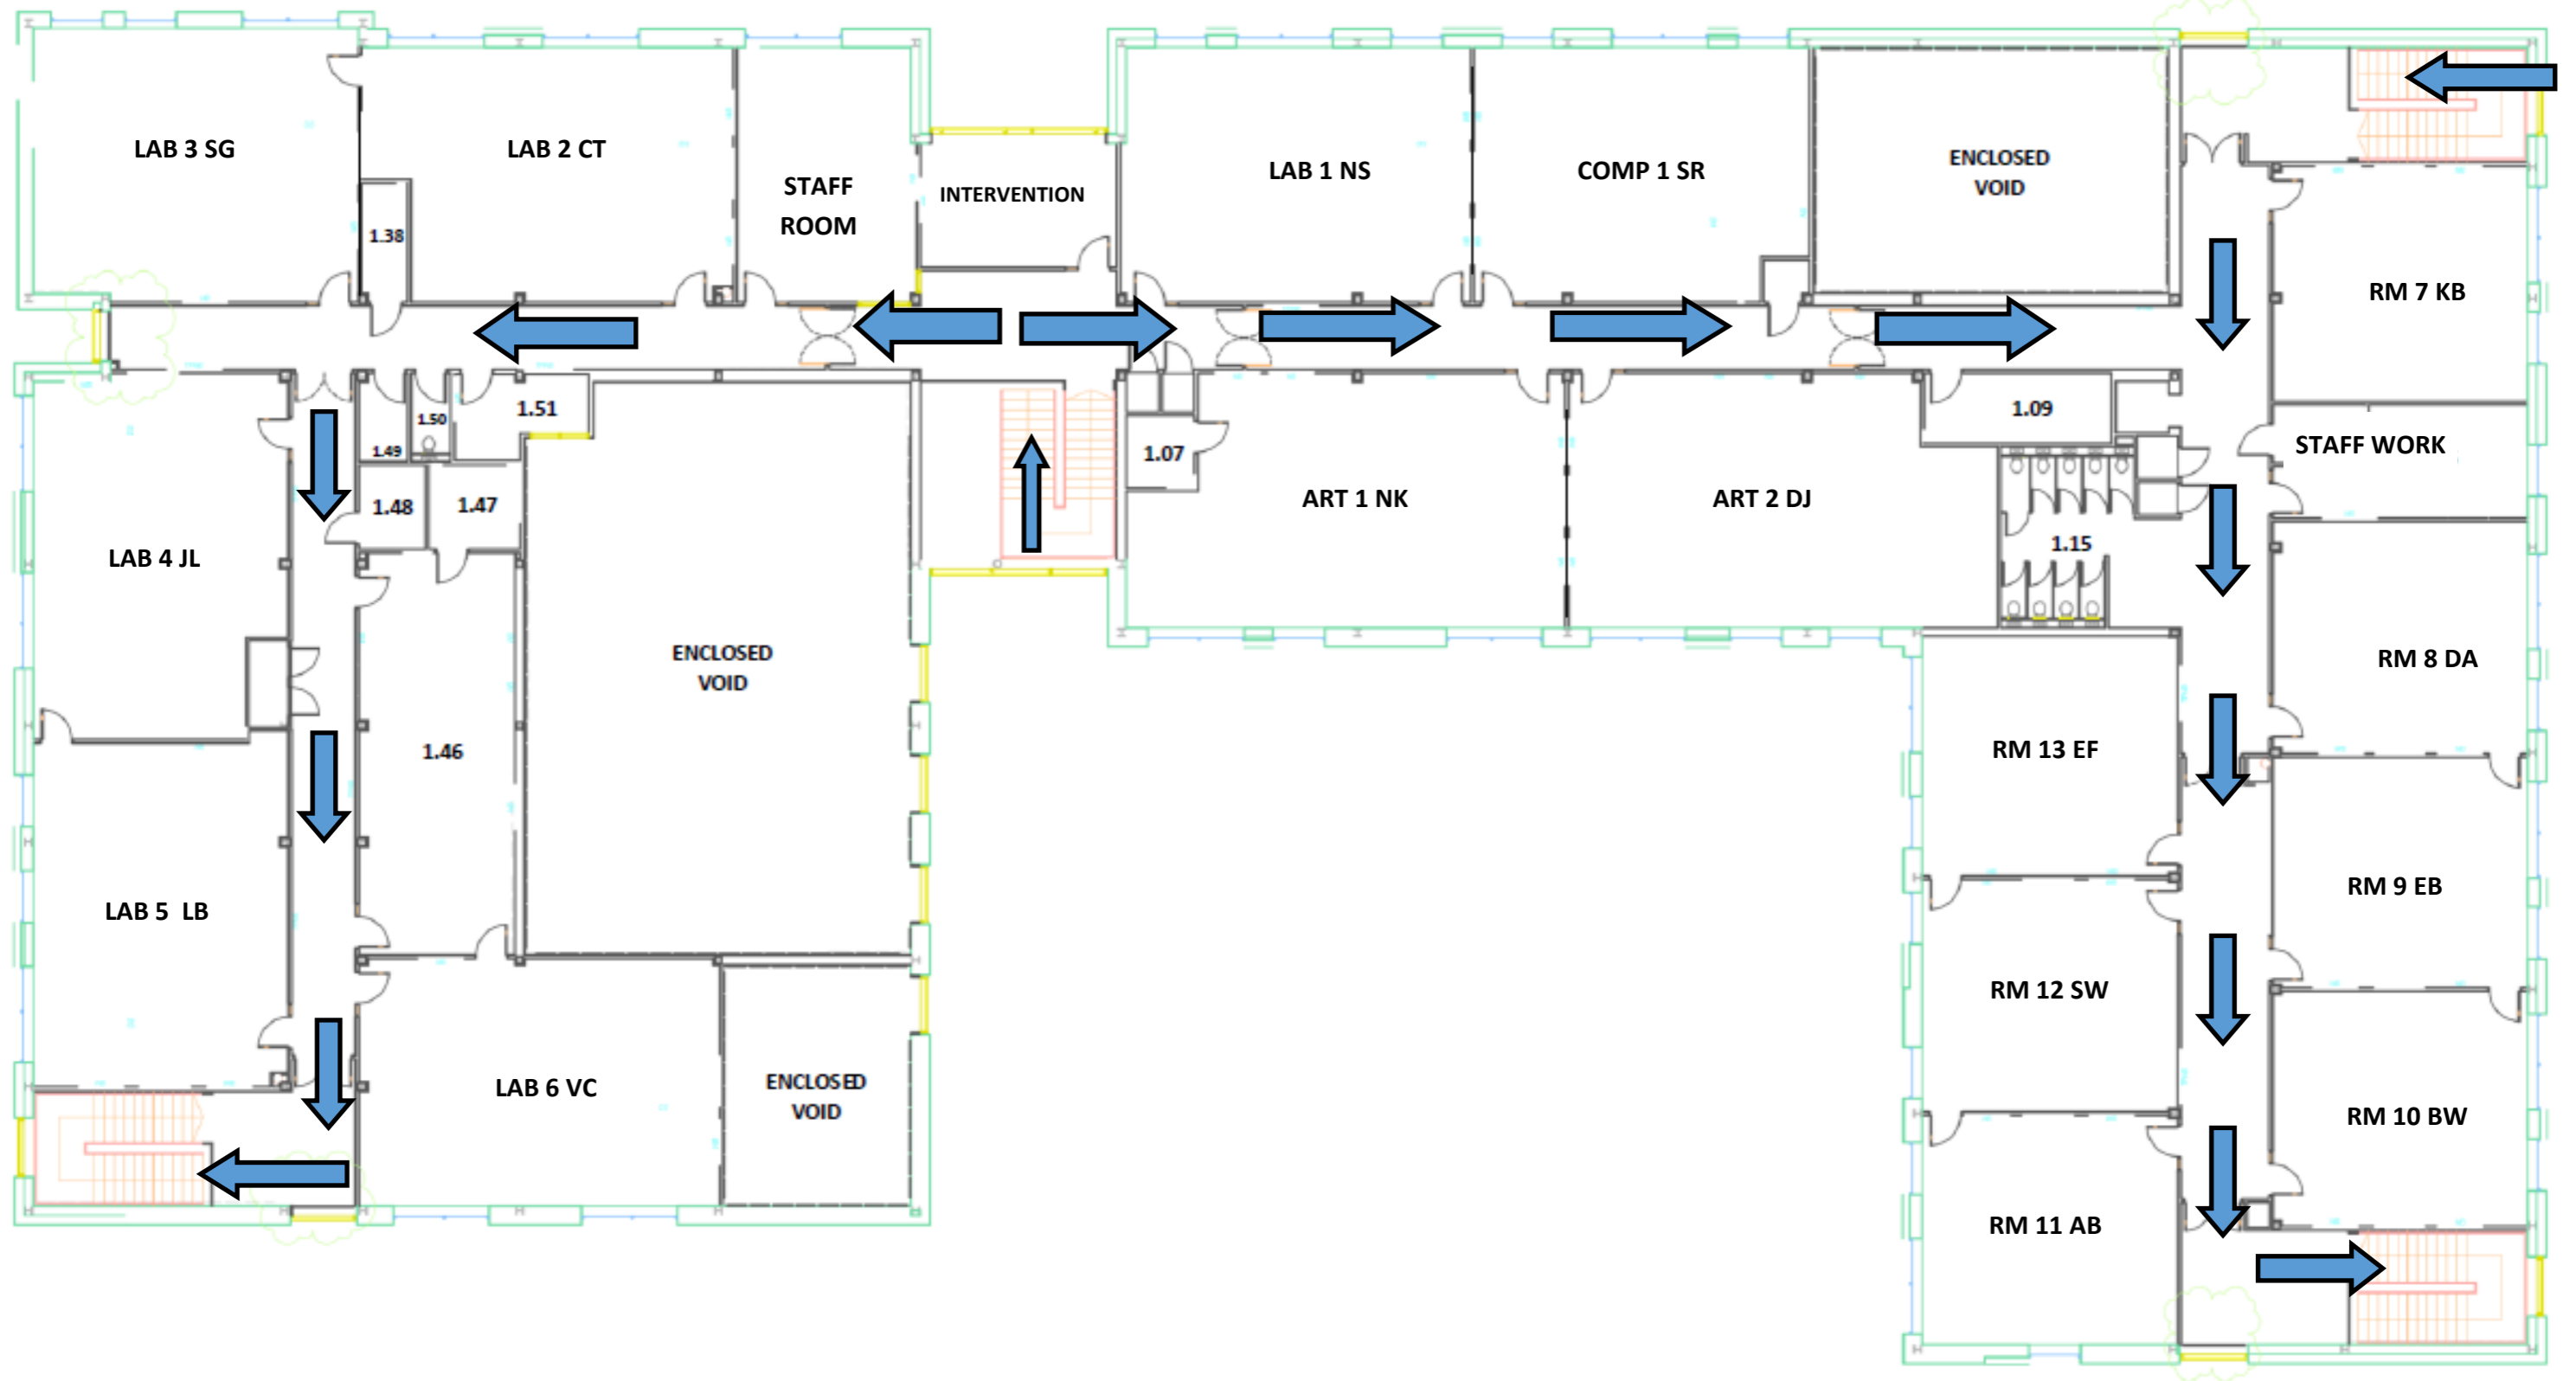 LAB 3 SG
LAB 2 CT
STAFF
ROOM
INTERVENTION
LAB 1 NS
COMP 1 SR
ENCLOSED
VOID
1.38
RM 7 KB
1.51
1.50
1.49
1.48
1.47
1.07
1.09
STAFF WORK
ART 1 NK
ART 2 DJ
1.15
LAB 4 JL
ENCLOSED
VOID
RM 8 DA
1.46
RM 13 EF
LAB 5 LB
RM 9 EB
RM 12 SW
LAB 6 VC
ENCLOSED
VOID
RM 10 BW
RM 11 AB